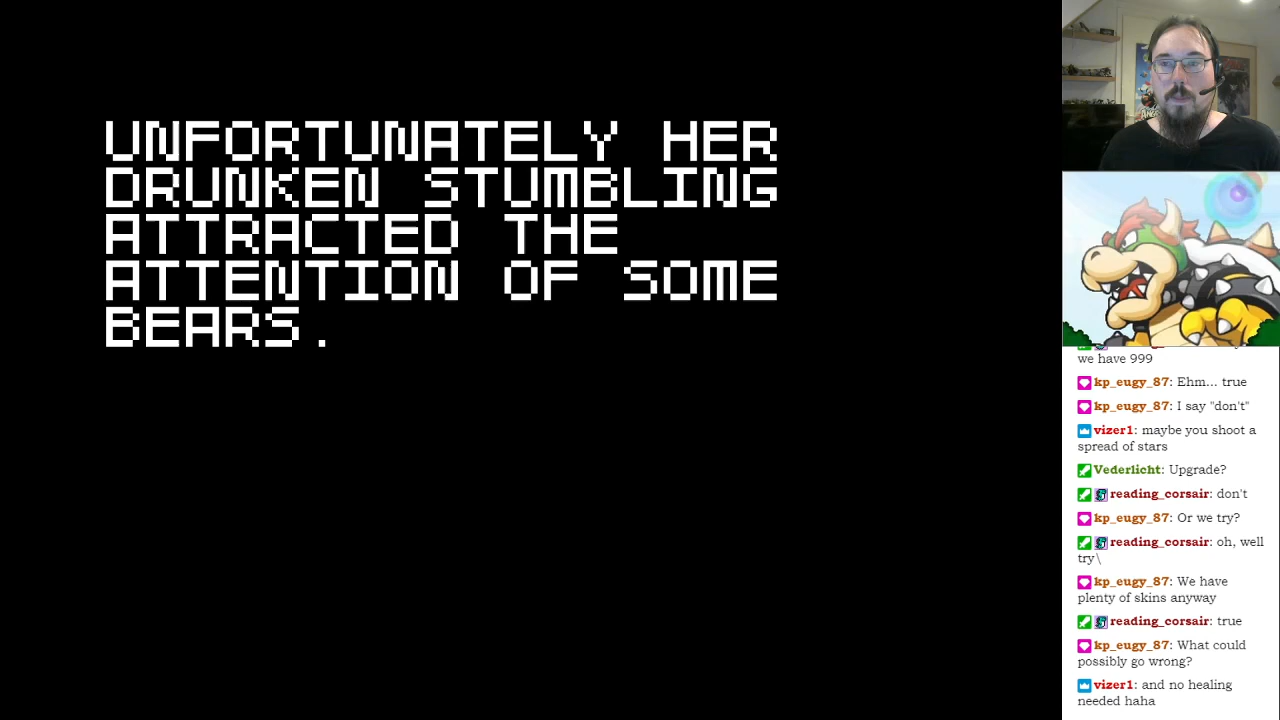 UNFORTUNATELY HER
DRUNKEN STUMBLING
ATTRACTED THE
ATTENTION OF SOME
BEARS.
we have 999
kp_eugy_87: Ehm... true
kp_eugy_87: I say "don't"
vizer1: maybe you shoot a
spread of stars
Vederlicht: Upgrade?
reading_corsair: don't
kp_eugy_87: Or we try?
reading_corsair: oh, well
try\
kp_eugy_87: We have
plenty of skins anyway
reading_corsair: true
kp_eugy_87: What could
possibly go wrong?
vizer1: and no healing
needed haha